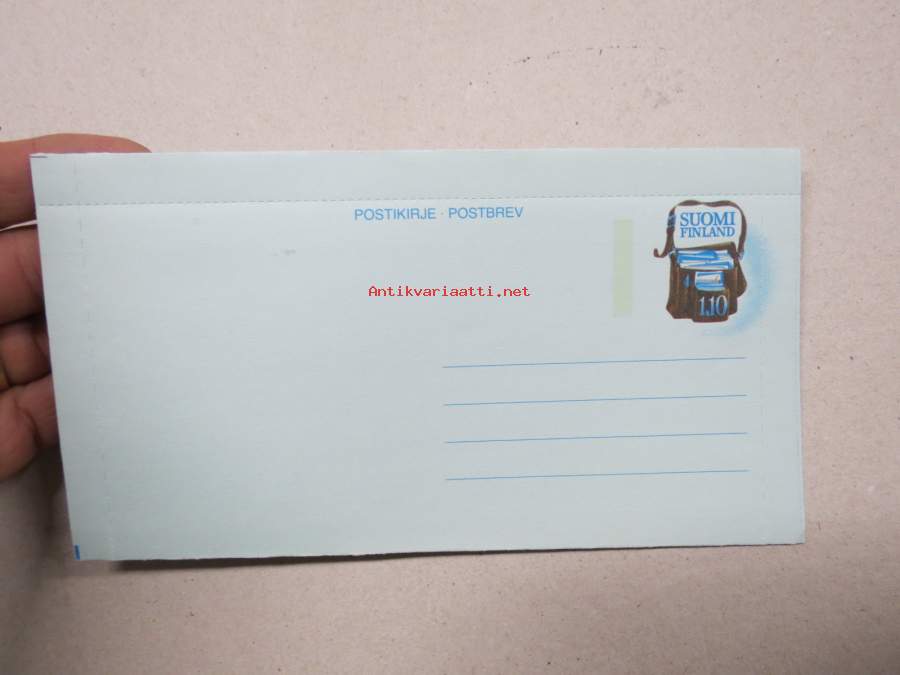 POSTIKIRJE · POSTBREV
SUOMI
FINLAND
1.10
Antikvariaatti.net